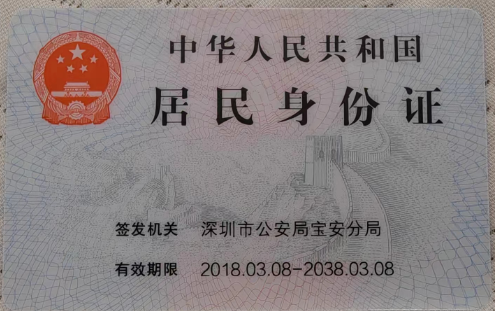 中华人民共和国
居民身份证
签发机关 深圳市公安局宝安分局
有效期限 2018.03.08-2038.03.08